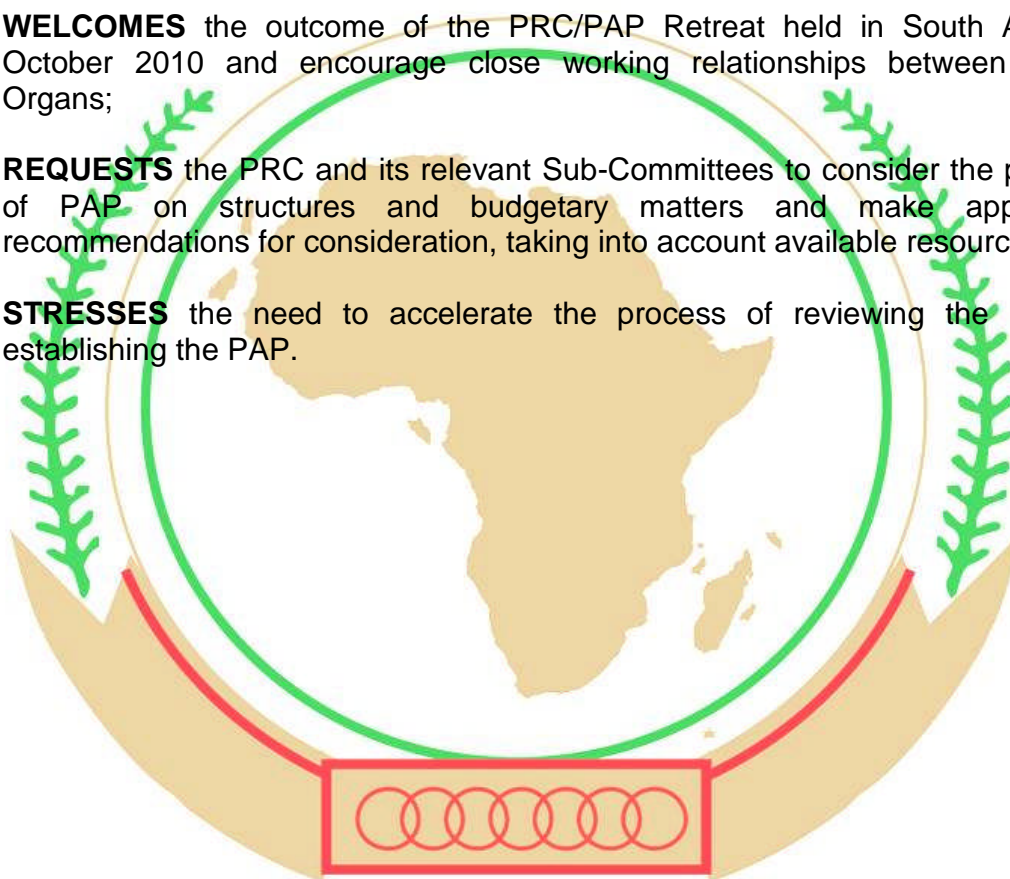 WELCOMES the outcome of the PRC/PAP Retreat held in South
October 2010 and encourage close working relationships between
Organs;
REQUESTS the PRC and its relevant Sub-Committees to consider the
of PAP on structures and budgetary matters and make
recommendations for consideration, taking into account available
STRESSES the need to accelerate the process of reviewing the
establishing the PAP.